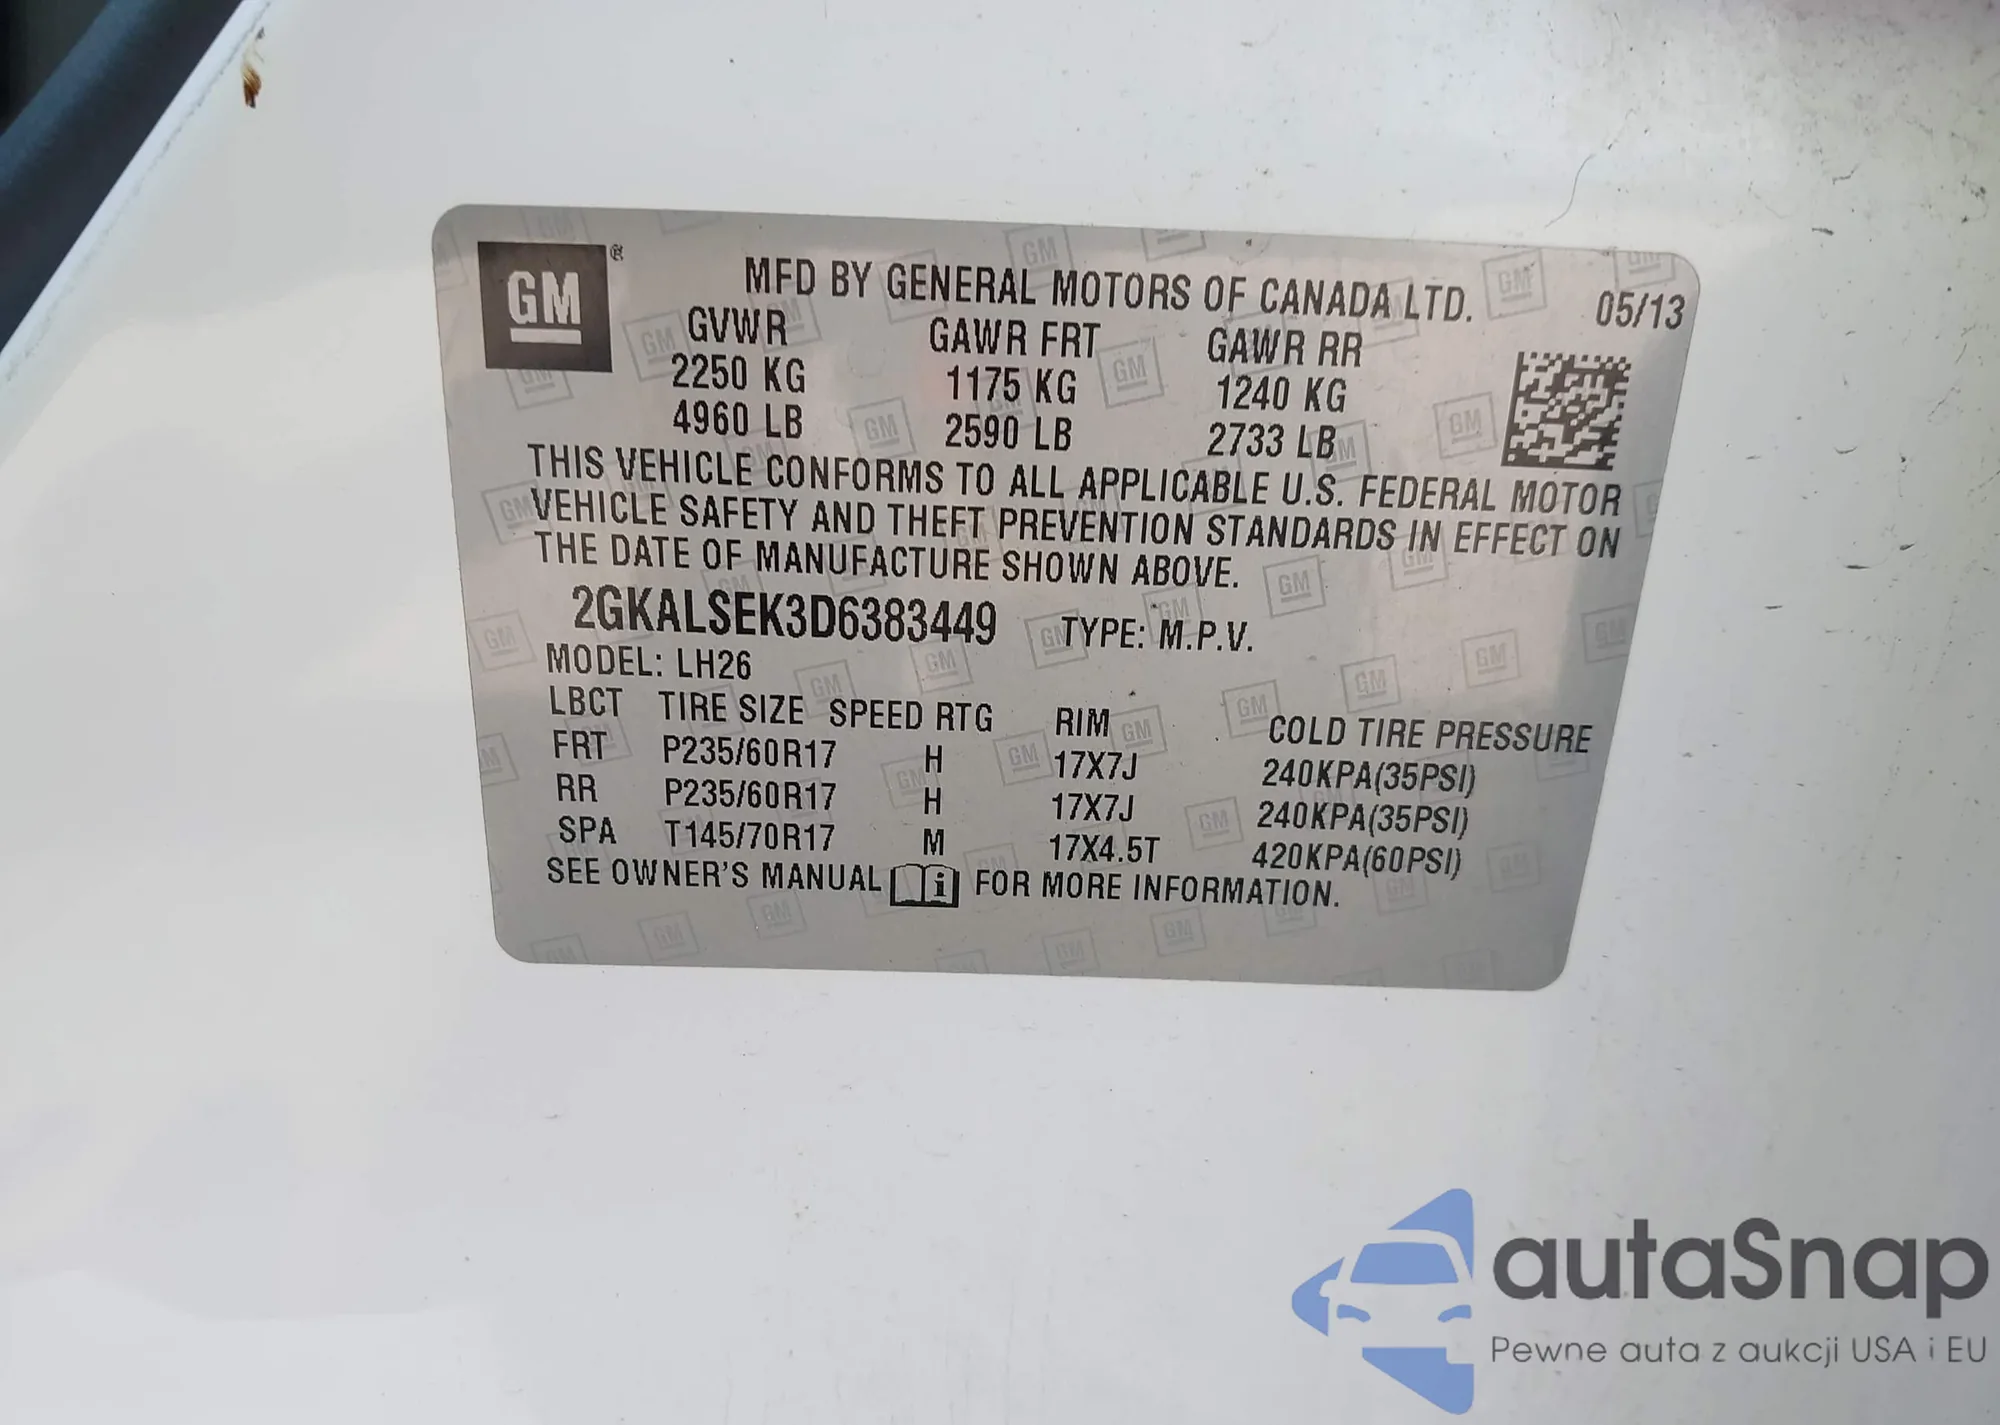 GM ®
MFD BY GENERAL MOTORS OF CANADA LTD. 05/13
GVWR GAWR FRT GAWR RR
2250 KG 1175 KG 1240 KG
4960 LB 2590 LB 2733 LB
THIS VEHICLE CONFORMS TO ALL APPLICABLE U.S. FEDERAL MOTOR
VEHICLE SAFETY AND THEFT PREVENTION STANDARDS IN EFFECT ON
THE DATE OF MANUFACTURE SHOWN ABOVE.
2GKALSEK3D6383449 TYPE: M.P.V.
MODEL: LH26
LBCT TIRE SIZE SPEED RTG RIM COLD TIRE PRESSURE
FRT P235/60R17 H 17X7J 240KPA(35PSI)
RR P235/60R17 H 17X7J 240KPA(35PSI)
SPA T145/70R17 M 17X4.5T 420KPA(60PSI)
SEE OWNER'S MANUAL i FOR MORE INFORMATION.
autaSnap
Pewne auta z aukcji USA i EU